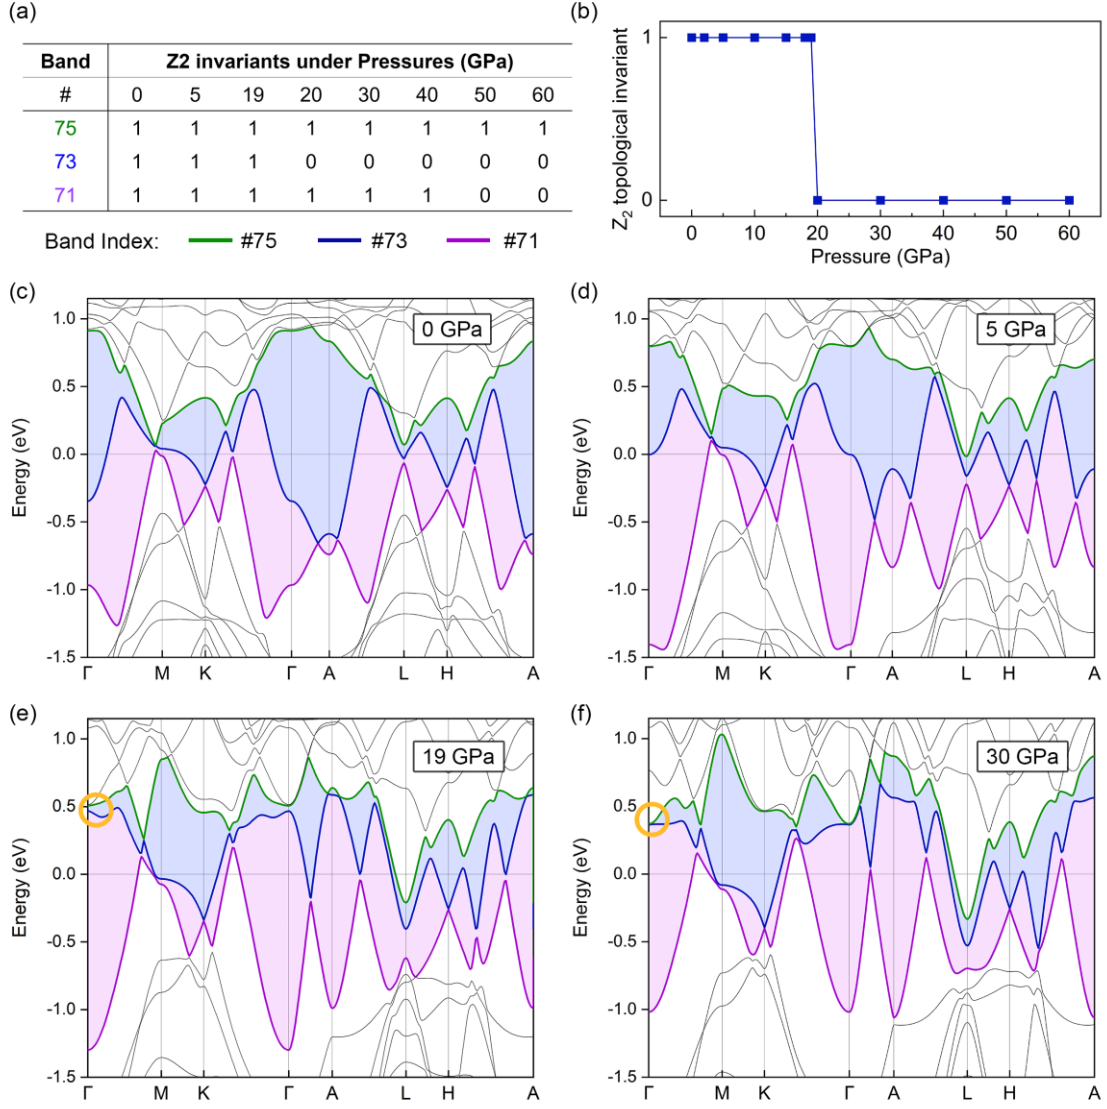 (a)
Band Z2 invariants under Pressures (GPa)
# 0 5 19 20 30 40 50 60
75 1 1 1 1 1 1 1 1
73 1 1 1 0 0 0 0 0
71 1 1 1 1 1 1 0 0
Band Index: #75 #73 #71
(b)
Z2 topological invariant
1
0
0 10 20 30 40 50 60
Pressure (GPa)
(c)
0 GPa
Energy (eV)
1.0
0.5
0.0
-0.5
-1.0
-1.5
Γ M K Γ A L H A
(d)
5 GPa
Energy (eV)
1.0
0.5
0.0
-0.5
-1.0
-1.5
Γ M K Γ A L H A
(e)
19 GPa
Energy (eV)
1.0
0.5
0.0
-0.5
-1.0
-1.5
Γ M K Γ A L H A
(f)
30 GPa
Energy (eV)
1.0
0.5
0.0
-0.5
-1.0
-1.5
Γ M K Γ A L H A